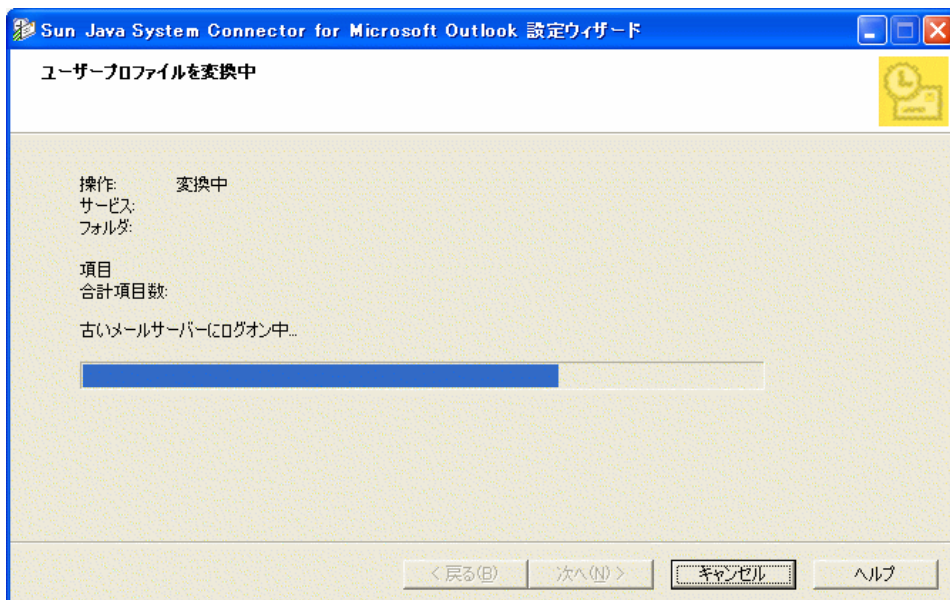 Sun Java System Connector for Microsoft Outlook 設定ウィザード
ユーザープロファイルを変換中
操作: 変換中
サービス:
フォルダ:
項目
合計項目数:
古いメールサーバーにログオン中...
< 戻る(B) 次へ(N) > キャンセル ヘルプ